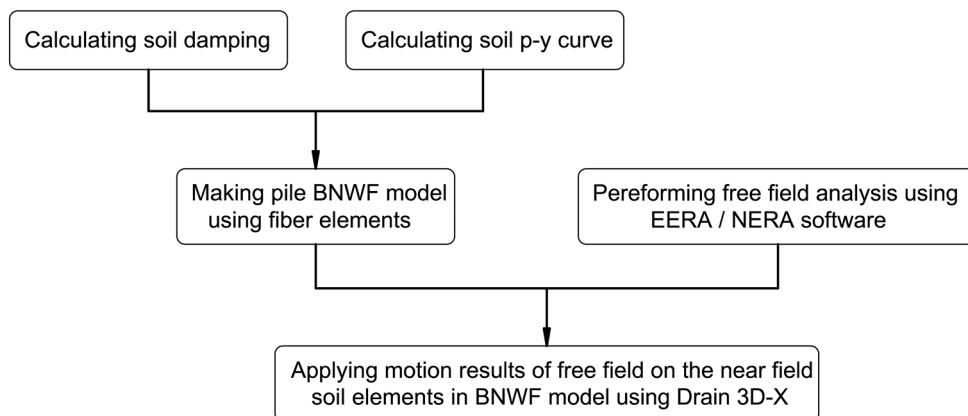 Calculating soil damping
Calculating soil p-y curve
Making pile BNWF model
using fiber elements
Pereforming free field analysis using
EERA / NERA software
Applying motion results of free field on the near field
soil elements in BNWF model using Drain 3D-X